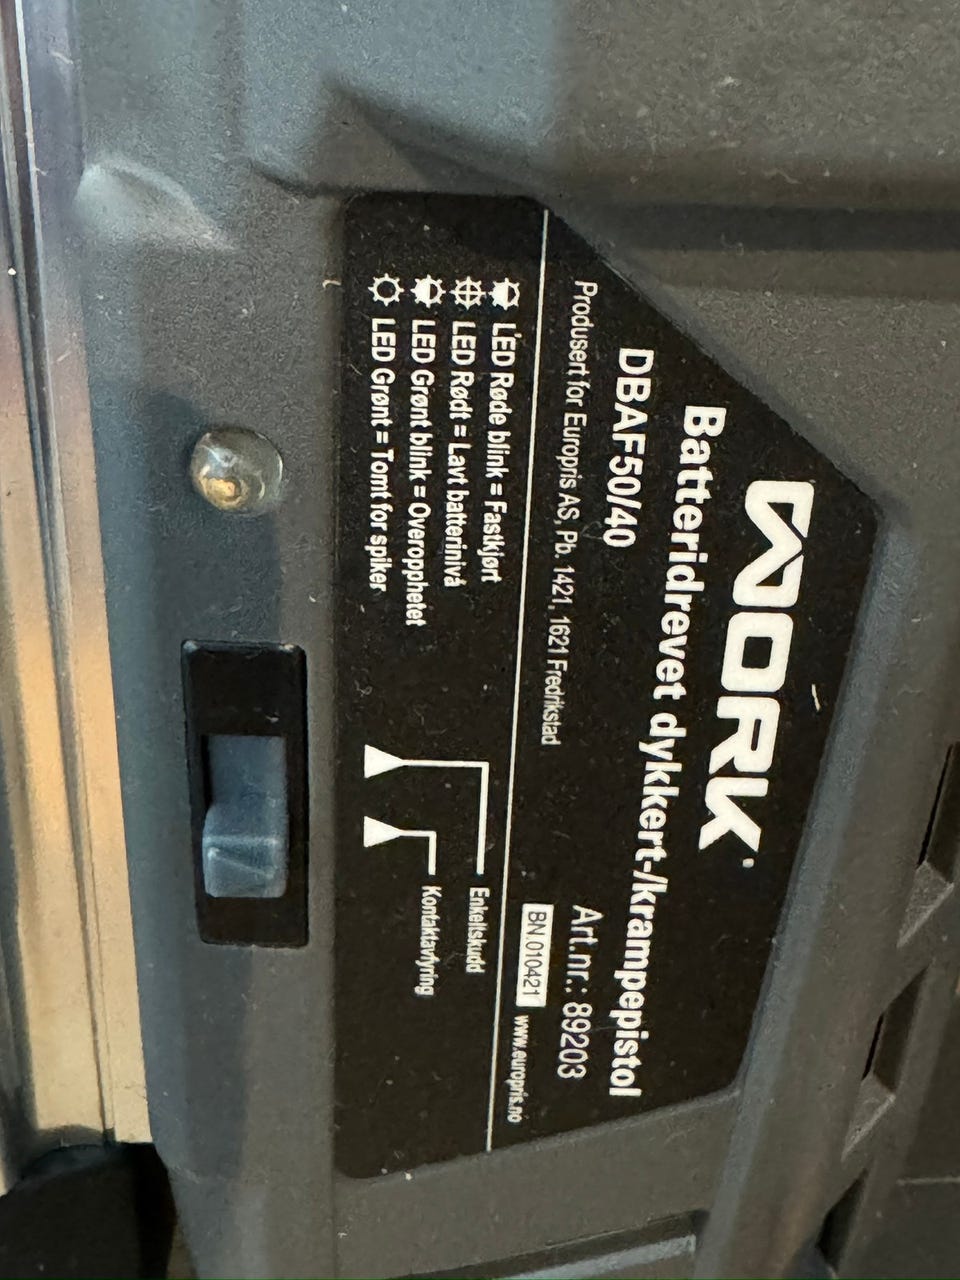 WORK
Batteridrevet dykkert-/krampepistol
DBAF50/40
Art.nr.: 89203
Produsert for Europris AS, Pb. 1421, 1621 Fredrikstad
BN.010421
www.europris.no
LED Røde blink = Fastkjørt
LED Rødt = Lavt batterinivå
LED Grønt blink = Overopphetet
LED Grønt = Tomt for spiker
Enkeltskudd
Kontaktavfyring